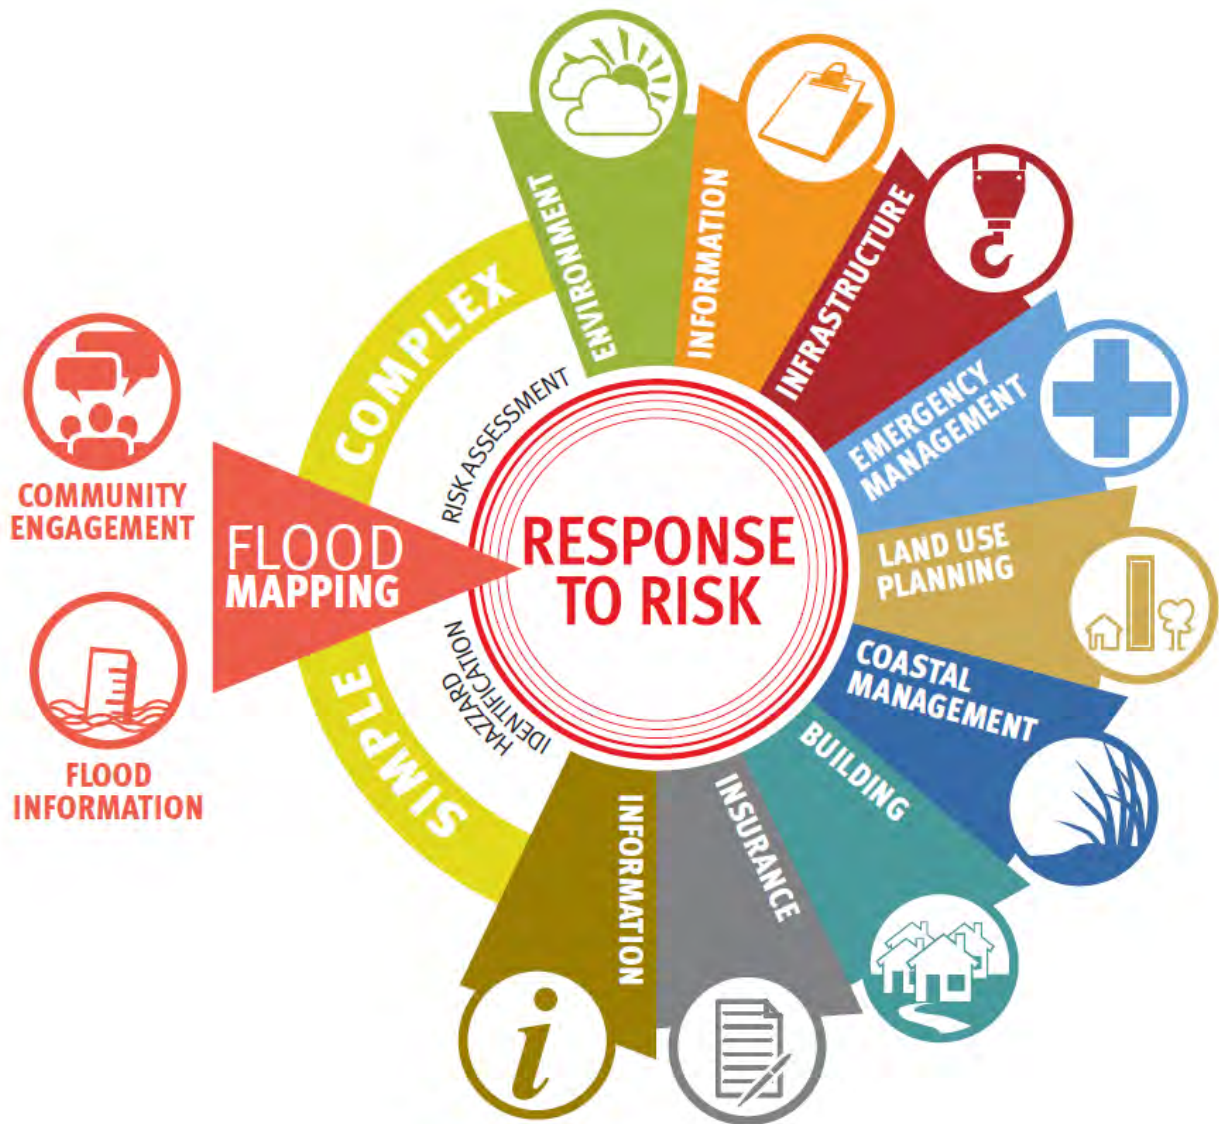 COMMUNITY
ENGAGEMENT
FLOOD
INFORMATION
FLOOD
MAPPING
COMPLEX
SIMPLE
RISK ASSESSMENT
HAZZARD
IDENTIFICATION
RESPONSE
TO RISK
ENVIRONMENT
INFORMATION
INFRASTRUCTURE
EMERGENCY
MANAGEMENT
LAND USE
PLANNING
COASTAL
MANAGEMENT
BUILDING
INSURANCE
INFORMATION
i